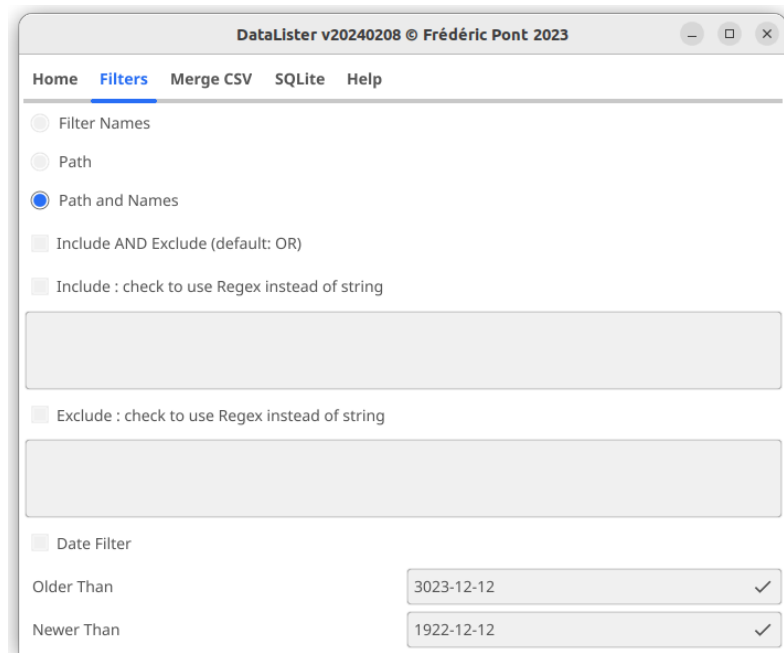 DataLister v20240208 © Frédéric Pont 2023
Home Filters Merge CSV SQLite Help
Filter Names
Path
Path and Names
Include AND Exclude (default: OR)
Include : check to use Regex instead of string
Exclude : check to use Regex instead of string
Date Filter
Older Than 3023-12-12
Newer Than 1922-12-12